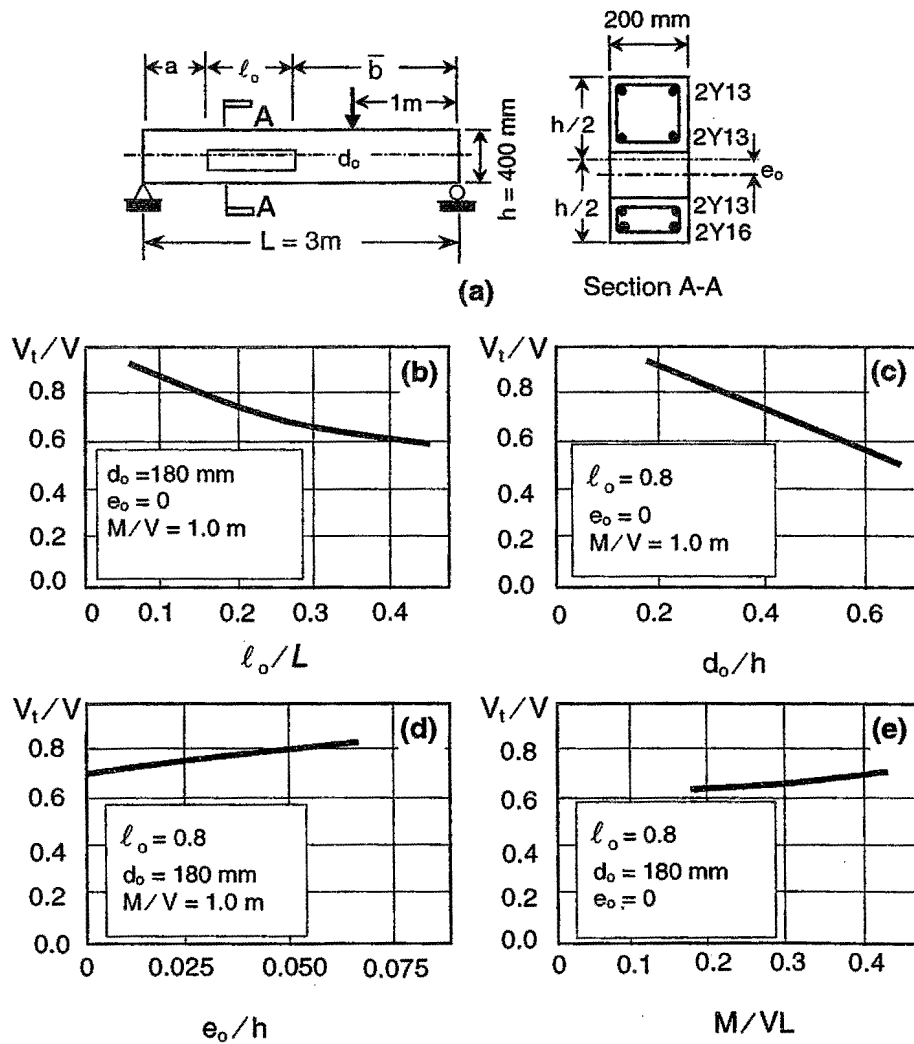 200 mm
a ℓₒ b̄
1m
A
dₒ
h = 400 mm
A
L = 3m
h/2
h/2
2Y13
2Y13
eₒ
2Y13
2Y16
(a)
Section A-A
Vₜ/V
(b)
0.8
0.6
0.4
0.2
0.0
dₒ =180 mm
eₒ = 0
M/V = 1.0 m
0 0.1 0.2 0.3 0.4
ℓₒ/L
Vₜ/V
(c)
0.8
0.6
0.4
0.2
0.0
ℓₒ = 0.8
eₒ = 0
M/V = 1.0 m
0 0.2 0.4 0.6
dₒ/h
Vₜ/V
(d)
0.8
0.6
0.4
0.2
0.0
ℓₒ = 0.8
dₒ = 180 mm
M/V = 1.0 m
0 0.025 0.050 0.075
eₒ/h
Vₜ/V
(e)
0.8
0.6
0.4
0.2
0.0
ℓₒ = 0.8
dₒ = 180 mm
eₒ = 0
0 0.1 0.2 0.3 0.4
M/VL